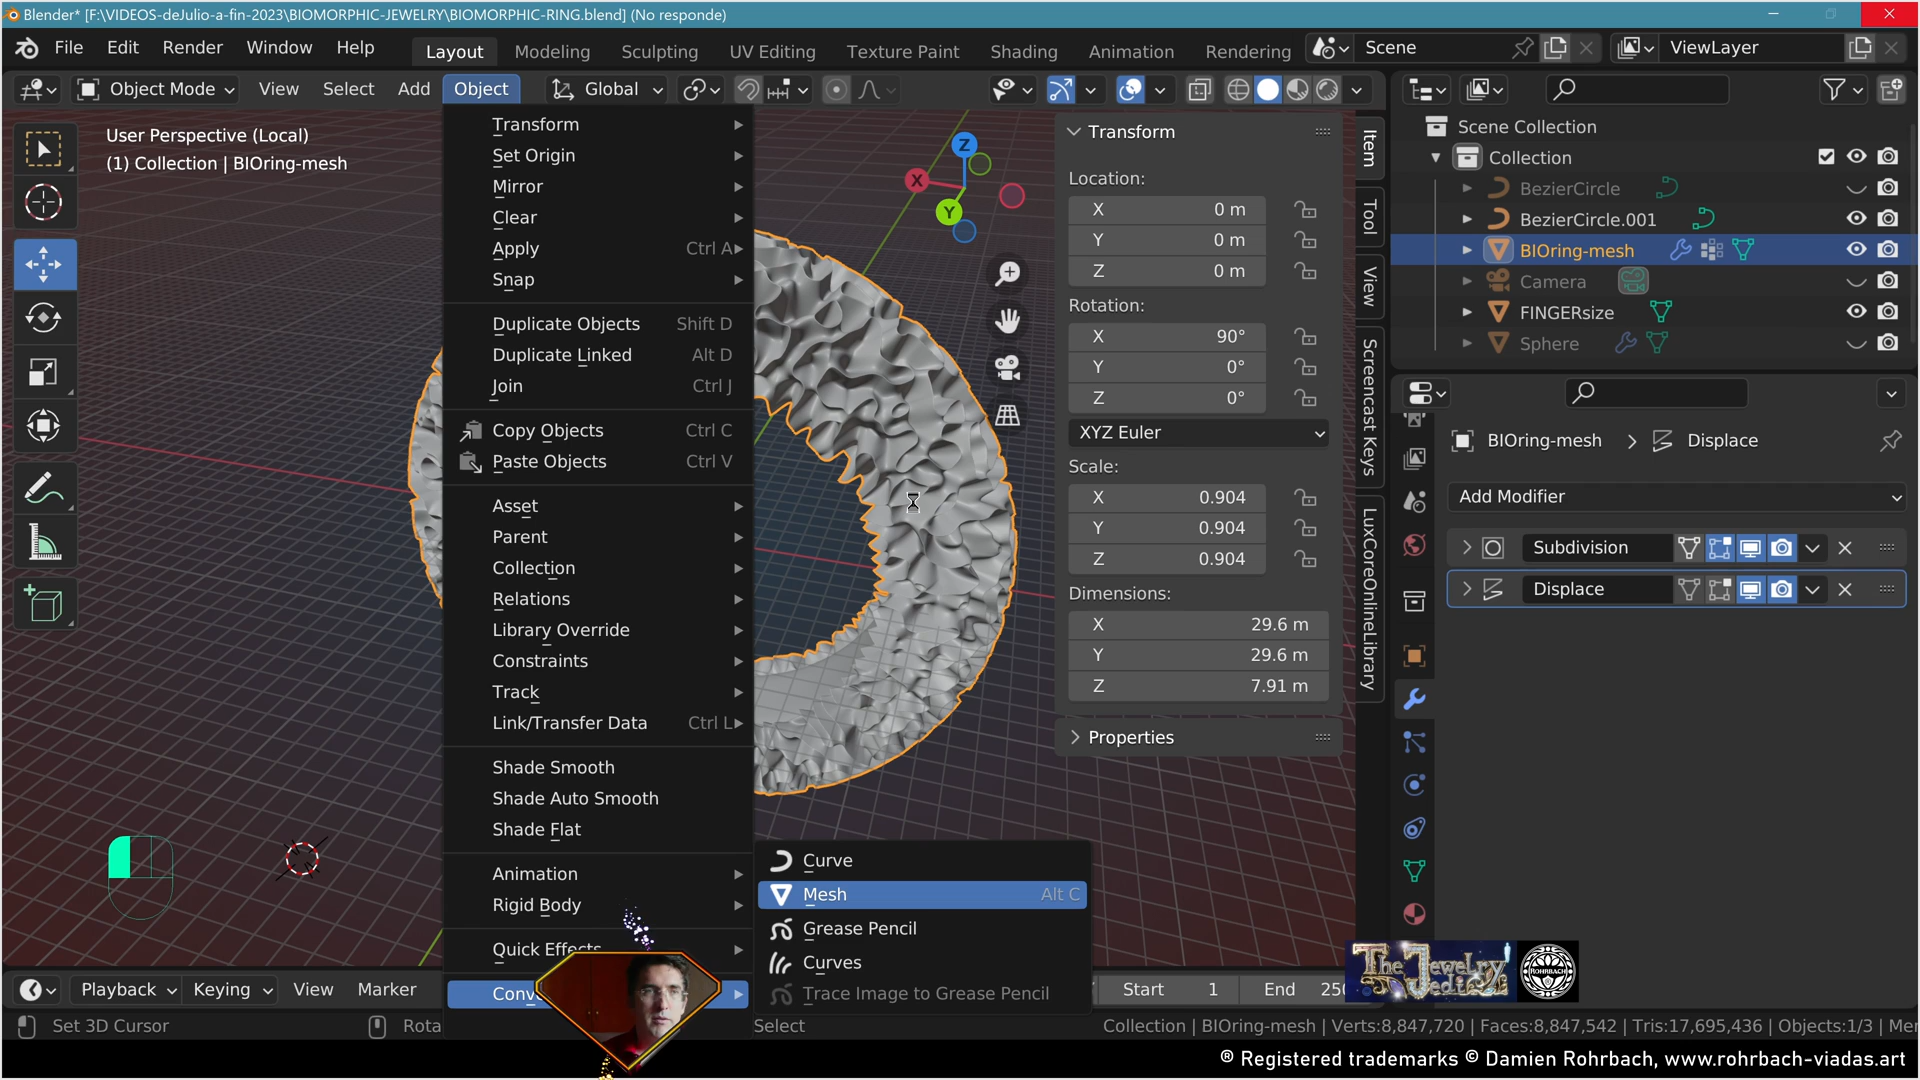 Blender* [F:\VIDEOS-deJulio-a-fin-2023\BIOMORPHIC-JEWELRY\BIOMORPHIC-RING.blend] (No responde)
File Edit Render Window Help Layout Modeling Sculpting UV Editing Texture Paint Shading Animation Rendering Scene ViewLayer
Object Mode View Select Add Object Global
User Perspective (Local)
(1) Collection | BIOring-mesh
Transform
Set Origin
Mirror
Clear
Apply Ctrl A
Snap
Duplicate Objects Shift D
Duplicate Linked Alt D
Join Ctrl J
Copy Objects Ctrl C
Paste Objects Ctrl V
Asset
Parent
Collection
Relations
Library Override
Constraints
Track
Link/Transfer Data Ctrl L
Shade Smooth
Shade Auto Smooth
Shade Flat
Animation
Rigid Body
Quick Effects
Conv
Curve
Mesh Alt C
Grease Pencil
Curves
Trace Image to Grease Pencil
Z
X
Y
Transform
Location:
X 0 m
Y 0 m
Z 0 m
Rotation:
X 90°
Y 0°
Z 0°
XYZ Euler
Scale:
X 0.904
Y 0.904
Z 0.904
Dimensions:
X 29.6 m
Y 29.6 m
Z 7.91 m
Properties
Item
Tool
View
Screencast Keys
LuxCoreOnlineLibrary
Scene Collection
Collection
BezierCircle
BezierCircle.001
BIOring-mesh
Camera
FINGERsize
Sphere
BIOring-mesh > Displace
Add Modifier
Subdivision
Displace
The Jewelry
ROHRBACH
Playback Keying View Marker Start 1 End 250
Set 3D Cursor Rota Select Collection | BIOring-mesh | Verts:8,847,720 | Faces:8,847,542 | Tris:17,695,436 | Objects:1/3 | Mer
® Registered trademarks © Damien Rohrbach, www.rohrbach-viadas.art